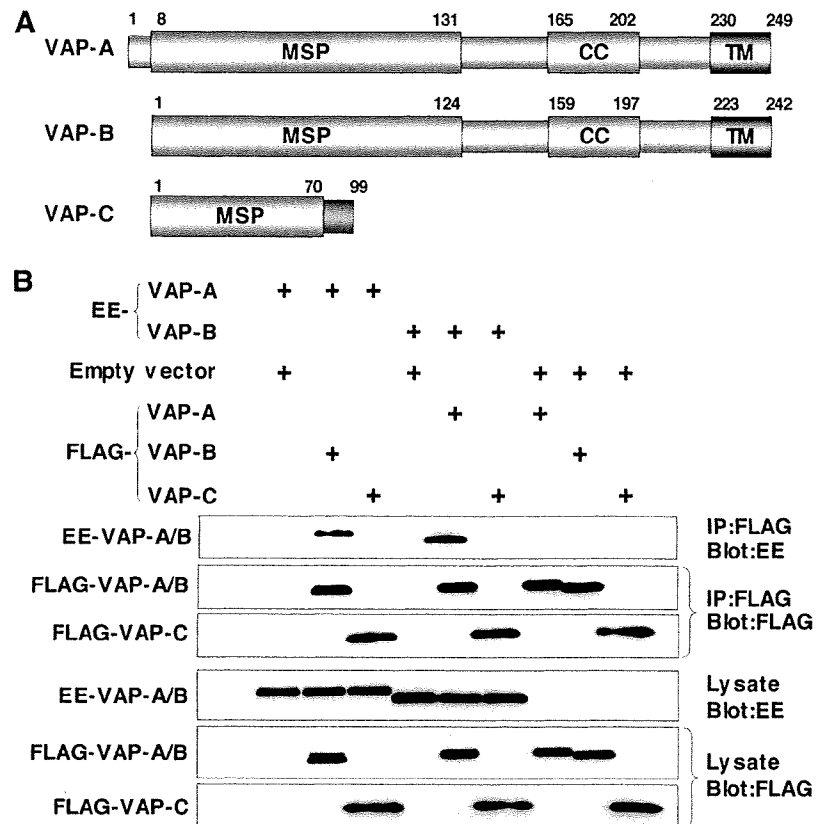 A
1 8 131 165 202 230 249
VAP-A MSP CC TM
1 124 159 197 223 242
VAP-B MSP CC TM
1 70 99
VAP-C MSP
B
EE- VAP-A + + +
VAP-B + + +
Empty vector + + + + +
FLAG- VAP-A + +
VAP-B + +
VAP-C + + +
EE-VAP-A/B IP:FLAG
Blot:EE
FLAG-VAP-A/B IP:FLAG
Blot:FLAG
FLAG-VAP-C
EE-VAP-A/B Lysate
Blot:EE
FLAG-VAP-A/B Lysate
Blot:FLAG
FLAG-VAP-C